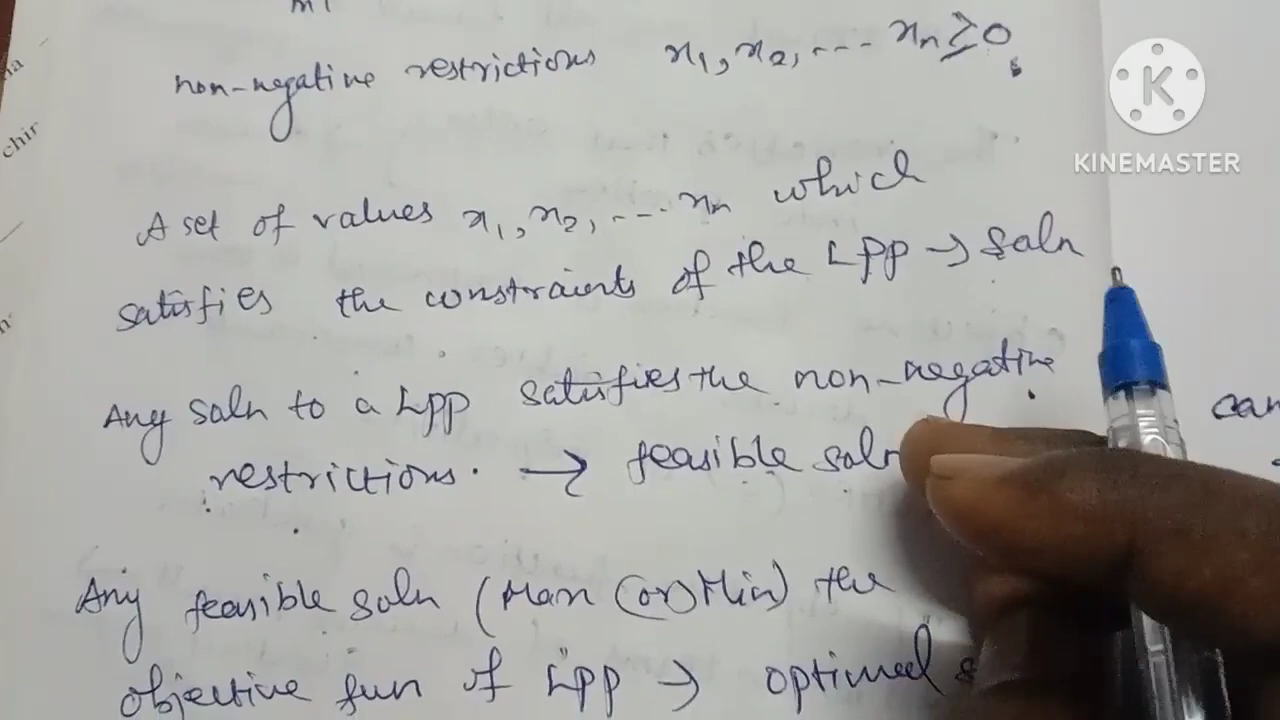 non-negative restrictions x1, x2, --- xn ≥ 0
A set of values x1, x2, --- xn which
satisfies the constraints of the Lpp → soln
Any soln to a Lpp satisfies the non-negative
restrictions. → feasible soln
Any feasible soln (Max (or) Min) the
objective fun of Lpp → optimal s
chir
can
K
KINEMASTER